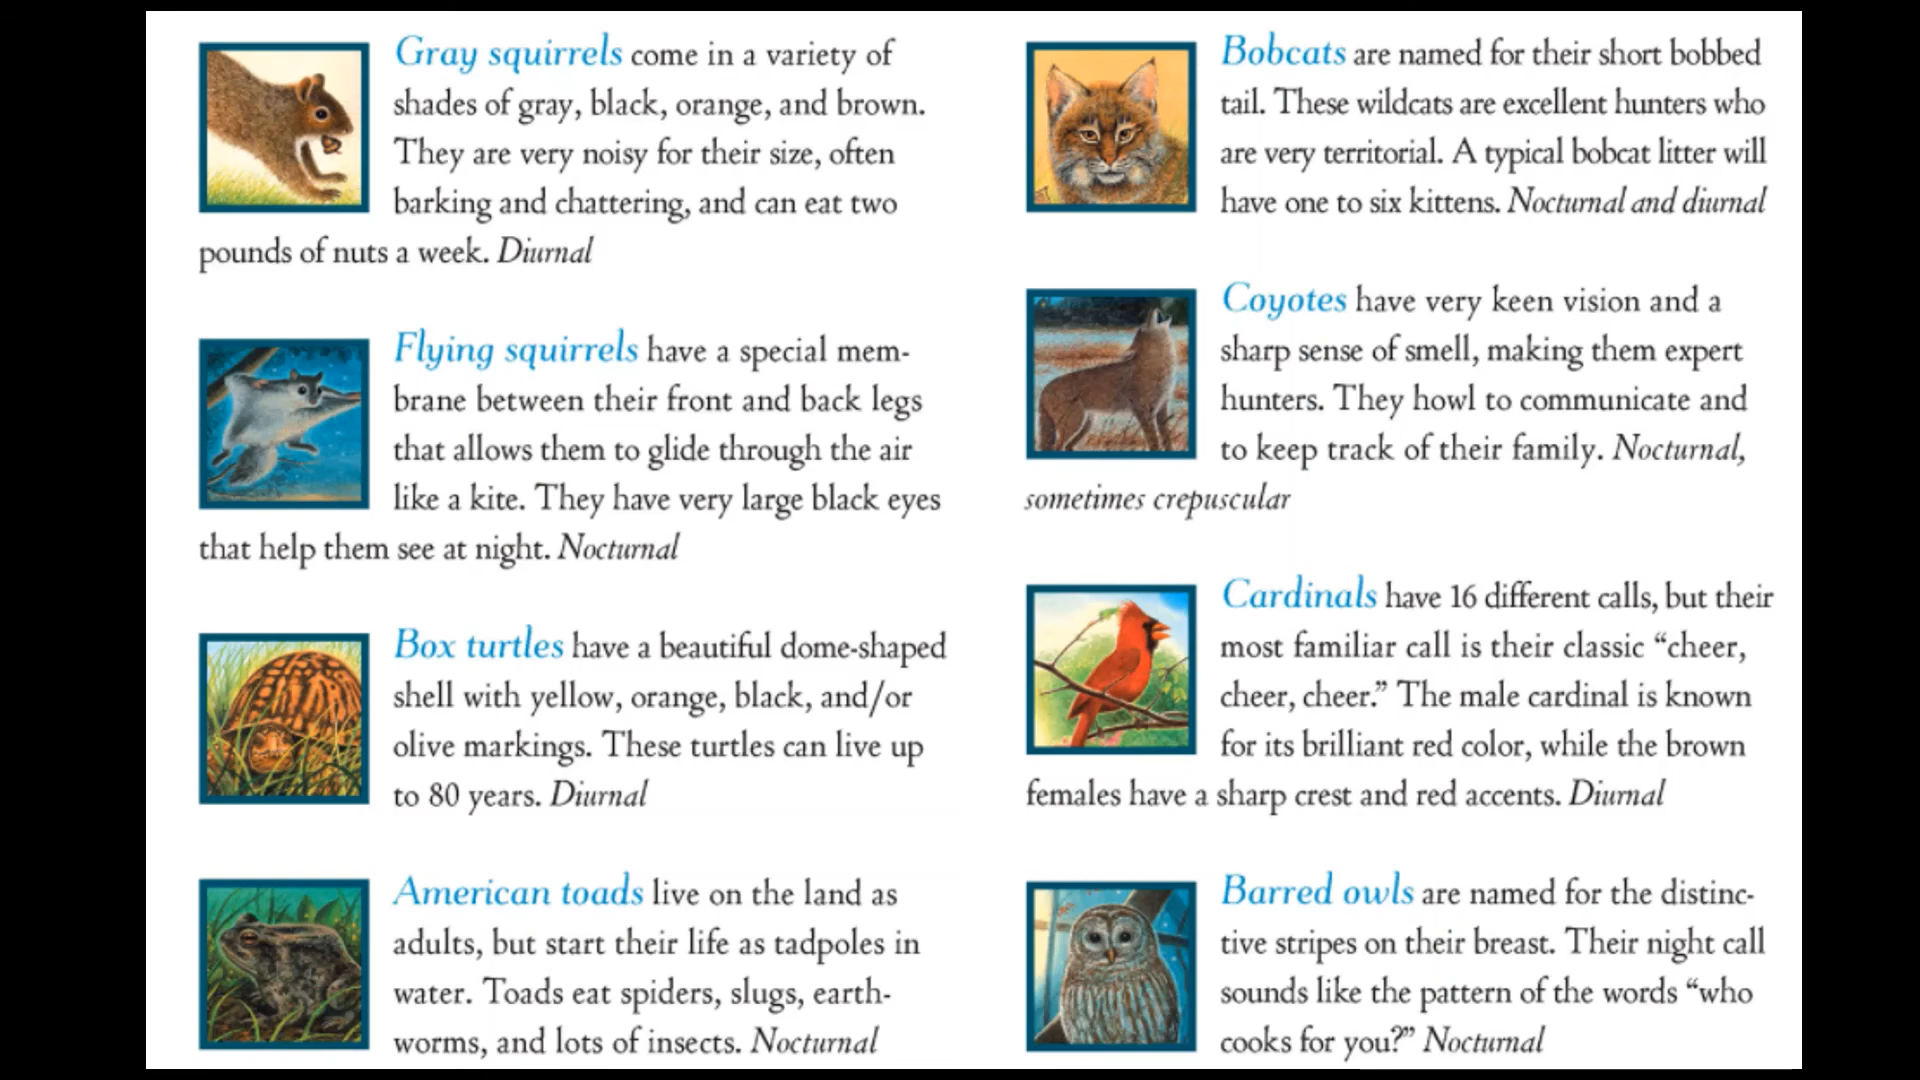 Gray squirrels come in a variety of
shades of gray, black, orange, and brown.
They are very noisy for their size, often
barking and chattering, and can eat two
pounds of nuts a week. Diurnal
Flying squirrels have a special mem-
brane between their front and back legs
that allows them to glide through the air
like a kite. They have very large black eyes
that help them see at night. Nocturnal
Box turtles have a beautiful dome-shaped
shell with yellow, orange, black, and/or
olive markings. These turtles can live up
to 80 years. Diurnal
American toads live on the land as
adults, but start their life as tadpoles in
water. Toads eat spiders, slugs, earth-
worms, and lots of insects. Nocturnal
Bobcats are named for their short bobbed
tail. These wildcats are excellent hunters who
are very territorial. A typical bobcat litter will
have one to six kittens. Nocturnal and diurnal
Coyotes have very keen vision and a
sharp sense of smell, making them expert
hunters. They howl to communicate and
to keep track of their family. Nocturnal,
sometimes crepuscular
Cardinals have 16 different calls, but their
most familiar call is their classic “cheer,
cheer, cheer.” The male cardinal is known
for its brilliant red color, while the brown
females have a sharp crest and red accents. Diurnal
Barred owls are named for the distinc-
tive stripes on their breast. Their night call
sounds like the pattern of the words “who
cooks for you?” Nocturnal